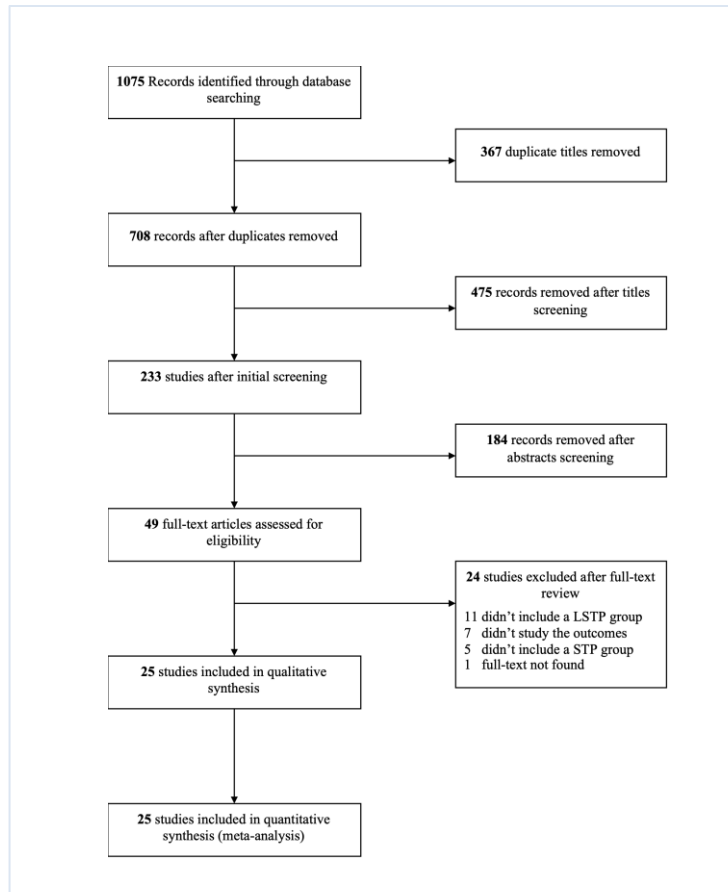 1075 Records identified through database
searching
367 duplicate titles removed
708 records after duplicates removed
475 records removed after titles
screening
233 studies after initial screening
184 records removed after
abstracts screening
49 full-text articles assessed for
eligibility
24 studies excluded after full-text
review
11 didn't include a LSTP group
7 didn't study the outcomes
5 didn't include a STP group
1 full-text not found
25 studies included in qualitative
synthesis
25 studies included in quantitative
synthesis (meta-analysis)